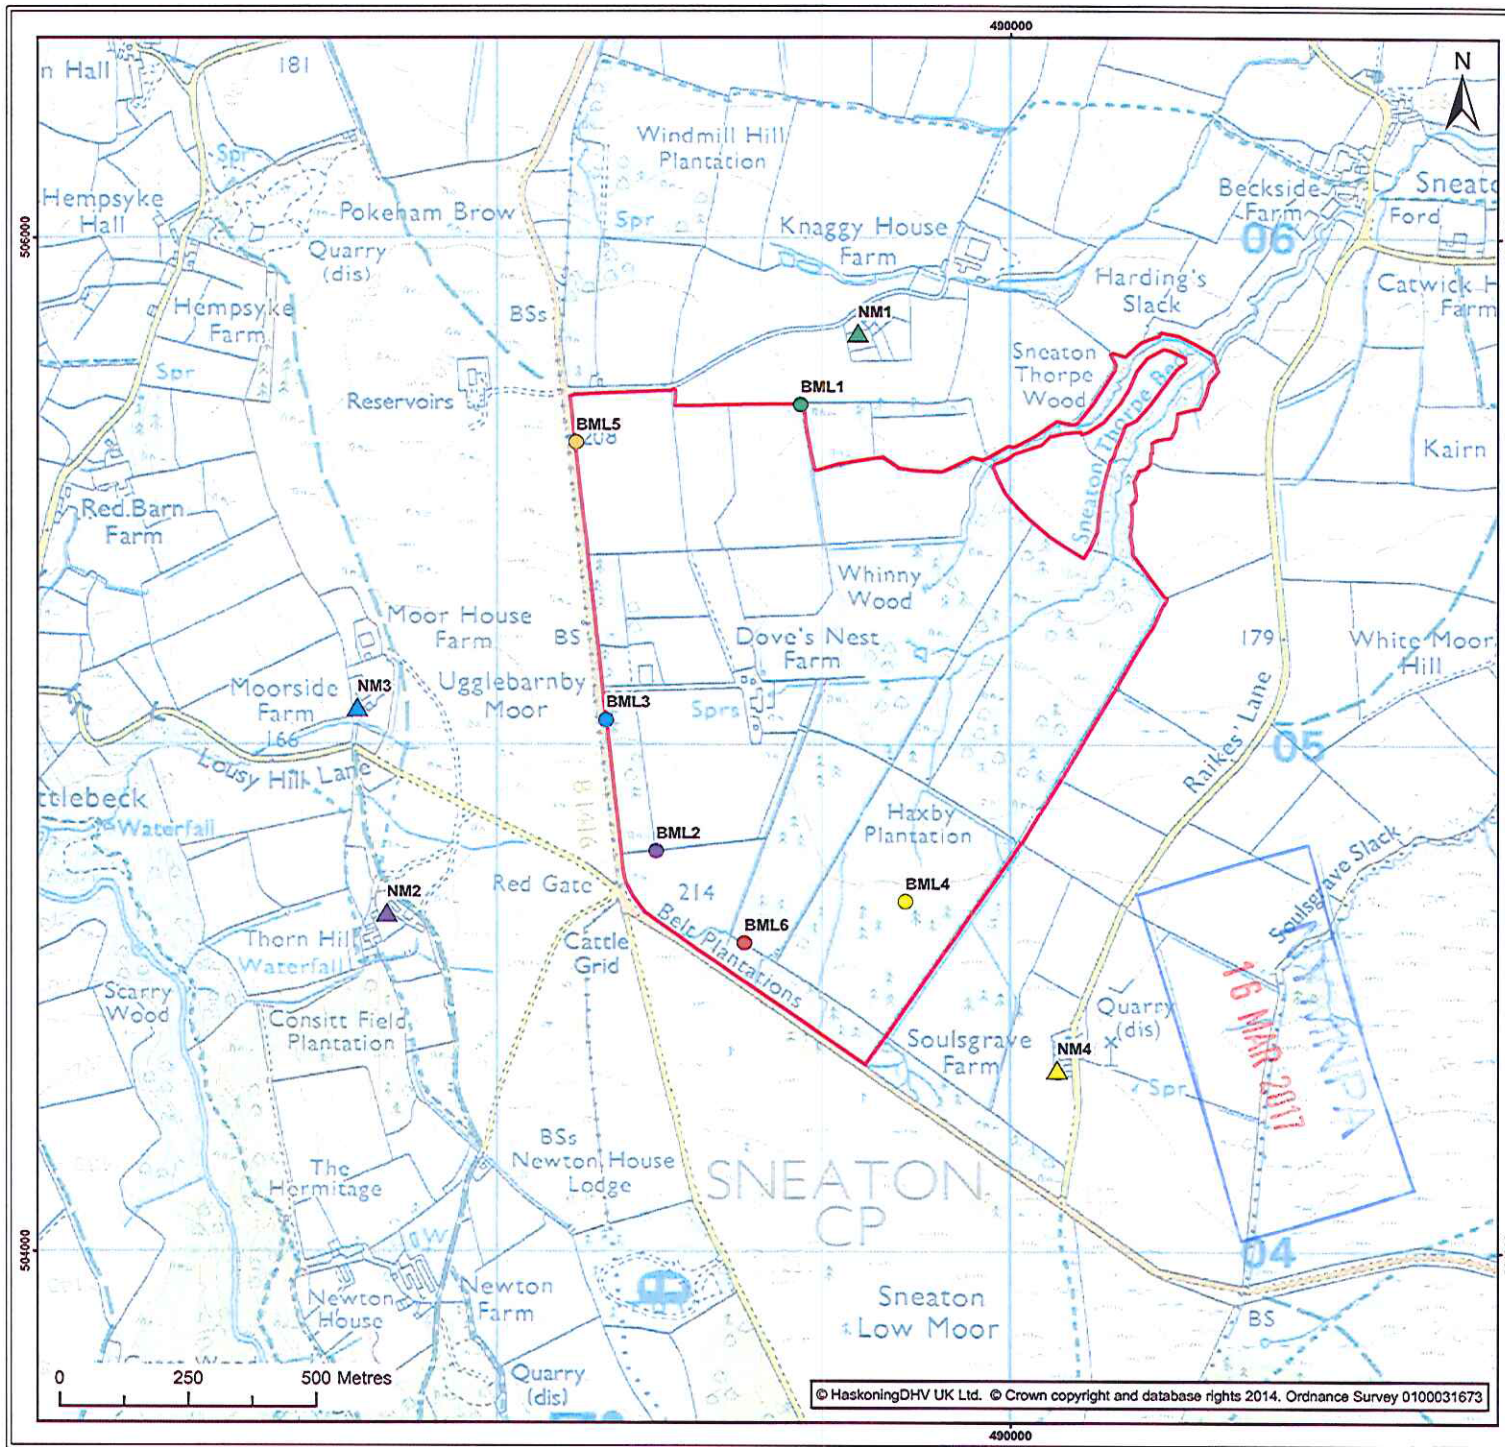 490000
N
n Hall
181
Windmill Hill
Plantation
Spr
Beckside
Farm
Sneato
Ford
Hempsyke
Hall
Pokeham Brow
Spr
Knaggy House
Farm
06
506000
Quarry
(dis)
Harding's
Slack
Catwick H
Farm
Hempsyke
Farm
BSs
NM1
Spr
Sneaton
Thorpe
Wood
Reservoirs
BML1
BML5
208
Sneaton Thorpe Be
Kairn
Red Barn
Farm
Whinny
Wood
Moor House
Farm
BS
Dove's Nest
Farm
179
White Moor
Hill
NM3
Moorside
Farm
Ugglebarnby
Moor
BML3
Sprs
166
Lousy Hill Lane
Raikes' Lane
05
ttlebeck
Waterfall
B 1416
Haxby
Plantation
BML2
Red Gate
214
BML4
Soulsgrave Slack
NM2
Belt Plantations
BML6
Thorn Hill
Waterfall
Cattle
Grid
Scarry
Wood
Consitt Field
Plantation
Quarry
(dis)
Soulsgrave
Farm
NM4
Spr
NYMNPA
16 MAR 2017
The
Hermitage
BSs
Newton House
Lodge
SNEATON
CP
W
504000
04
Newton
House
Newton
Farm
Sneaton
Low Moor
BS
Quarry
(dis)
0 250 500 Metres
© HaskoningDHV UK Ltd. © Crown copyright and database rights 2014. Ordnance Survey 0100031673
490000